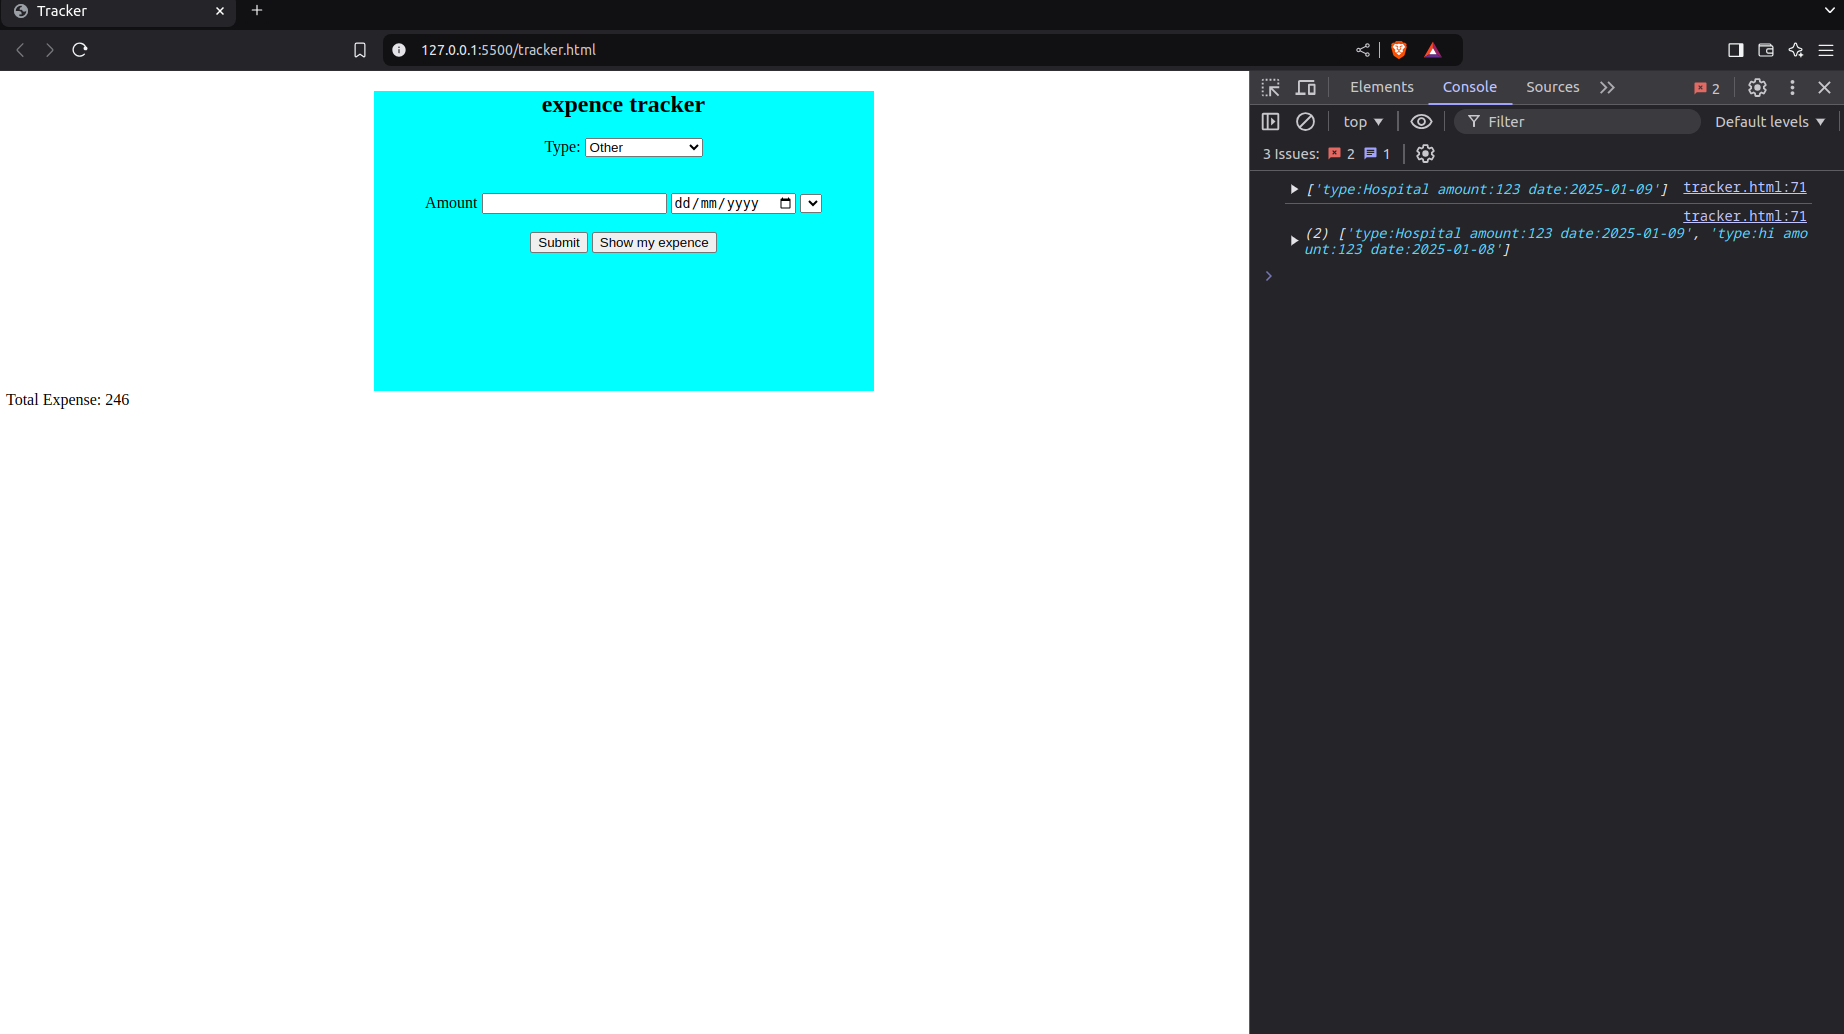 Tracker
127.0.0.1:5500/tracker.html
expence tracker
Type: Other
Amount dd/mm/yyyy
Submit Show my expence
Total Expense: 246
Elements Console Sources 2
top Filter Default levels
3 Issues: 2 1
['type:Hospital amount:123 date:2025-01-09'] tracker.html:71
tracker.html:71
(2) ['type:Hospital amount:123 date:2025-01-09', 'type:hi amo
unt:123 date:2025-01-08']